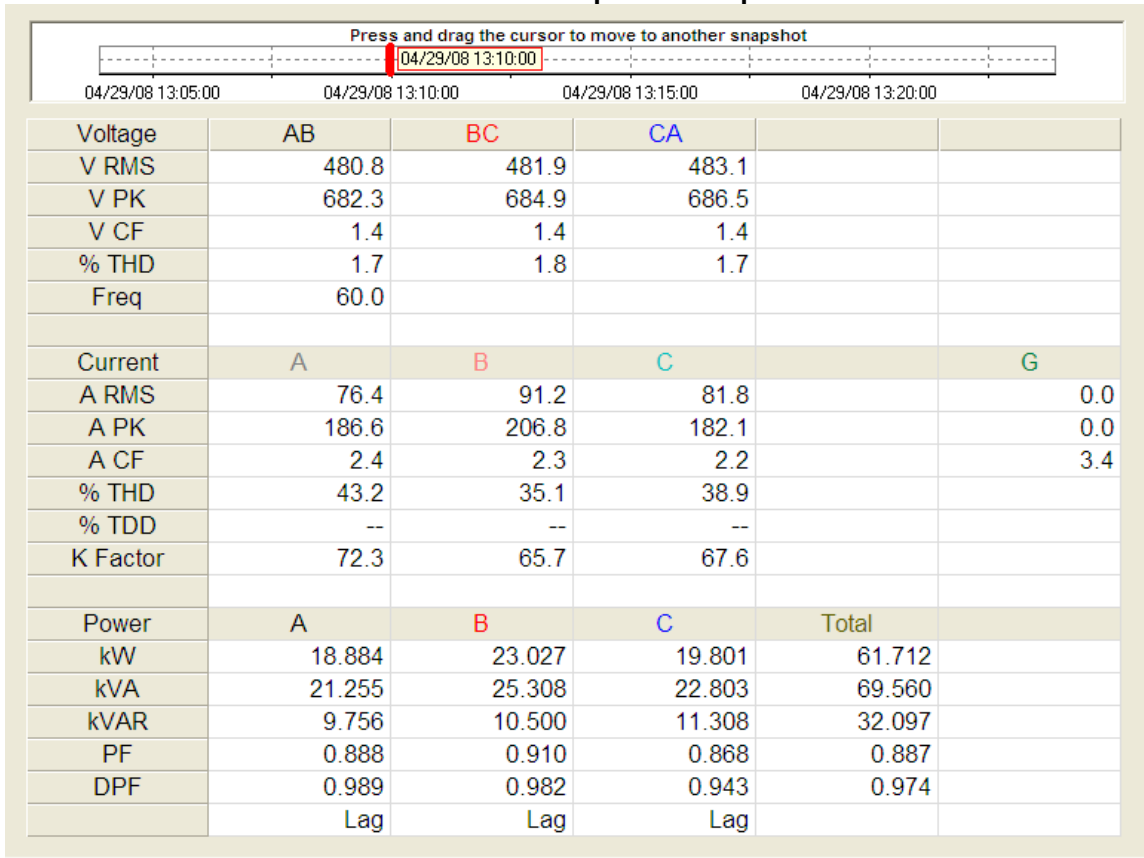 Press and drag the cursor to move to another snapshot
04/29/08 13:10:00
04/29/08 13:05:00 04/29/08 13:10:00 04/29/08 13:15:00 04/29/08 13:20:00
Voltage AB BC CA
V RMS 480.8 481.9 483.1
V PK 682.3 684.9 686.5
V CF 1.4 1.4 1.4
% THD 1.7 1.8 1.7
Freq 60.0
Current A B C G
A RMS 76.4 91.2 81.8 0.0
A PK 186.6 206.8 182.1 0.0
A CF 2.4 2.3 2.2 3.4
% THD 43.2 35.1 38.9
% TDD -- -- --
K Factor 72.3 65.7 67.6
Power A B C Total
kW 18.884 23.027 19.801 61.712
kVA 21.255 25.308 22.803 69.560
kVAR 9.756 10.500 11.308 32.097
PF 0.888 0.910 0.868 0.887
DPF 0.989 0.982 0.943 0.974
Lag Lag Lag